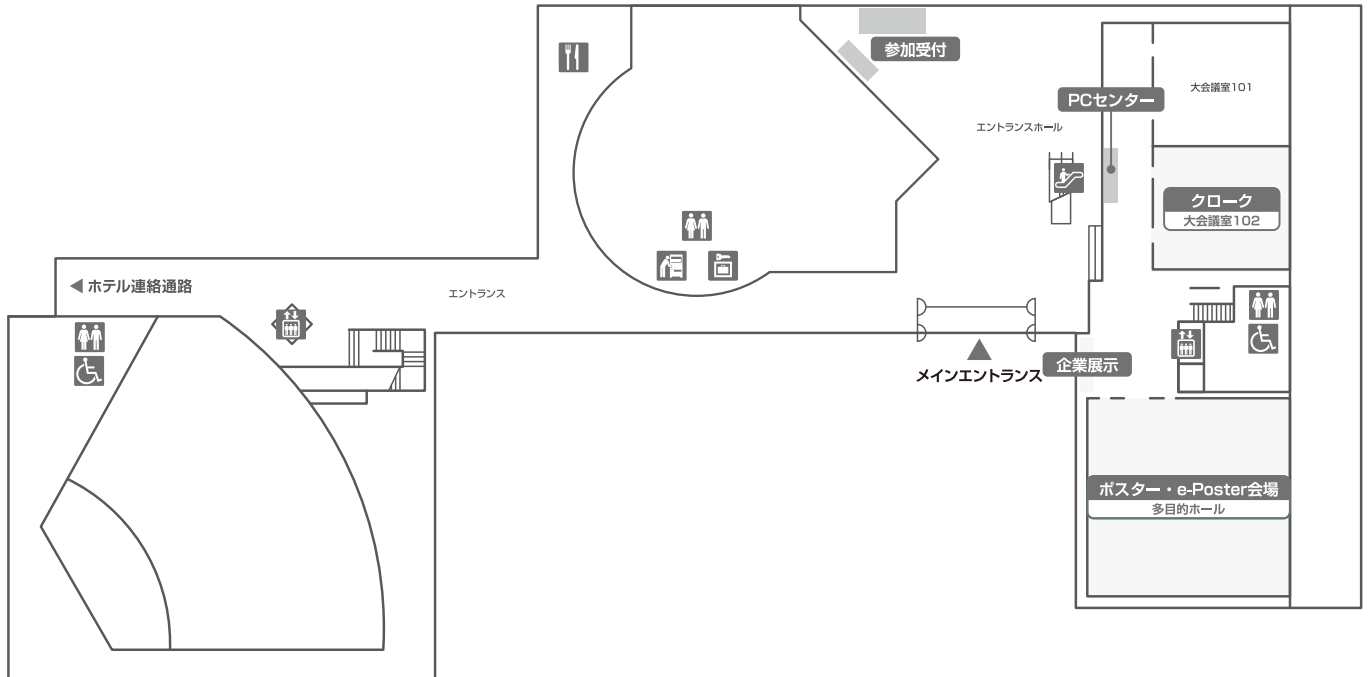 参加受付
大会議室101
PCセンター
エントランスホール
クローク
大会議室102
◀ホテル連絡通路
エントランス
メインエントランス
企業展示
ポスター・e-Poster会場
多目的ホール